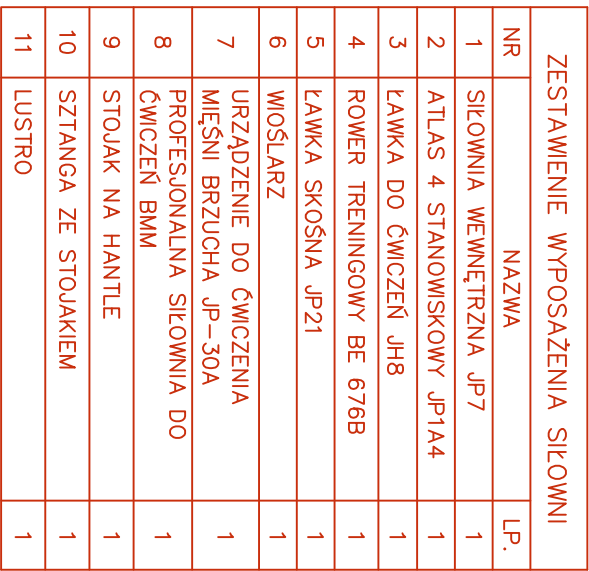 ZESTAWIENIE WYPOSAŻENIA SIŁOWNI
NR NAZWA LP.
1 SIŁOWNIA WEWNĘTRZNA JP7 1
2 ATLAS 4 STANOWISKOWY JP1A4 1
3 ŁAWKA DO ĆWICZEŃ JH8 1
4 ROWER TRENINGOWY BE 676B 1
5 ŁAWKA SKOŚNA JP21 1
6 WIOŚLARZ 1
7 URZĄDZENIE DO ĆWICZENIA
MIĘŚNI BRZUCHA JP-30A 1
8 PROFESJONALNA SIŁOWNIA DO
ĆWICZEŃ BMM 1
9 STOJAK NA HANTLE 1
10 SZTANGA ZE STOJAKIEM 1
11 LUSTRO 1